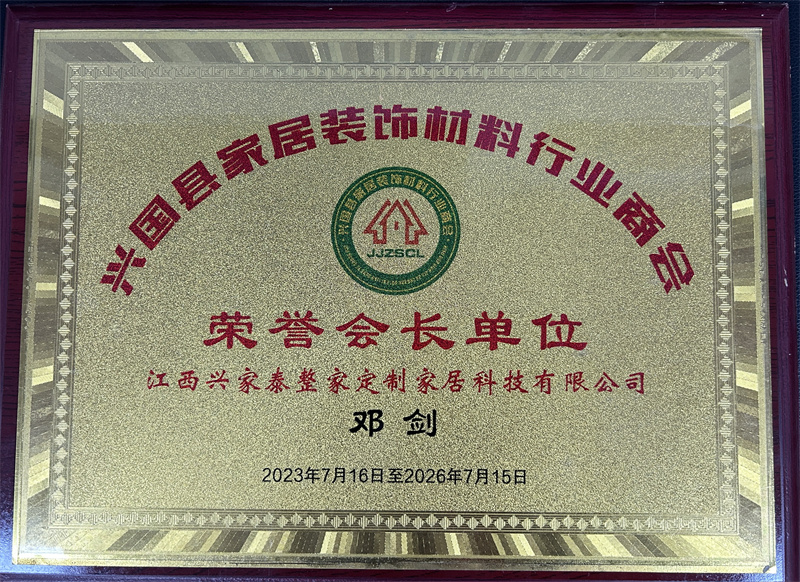 兴国县家居装饰材料行业商会
兴国县家居装饰材料行业商会
JJZSCL
荣誉会长单位
江西兴家泰整家定制家居科技有限公司
邓剑
2023年7月16日至2026年7月15日